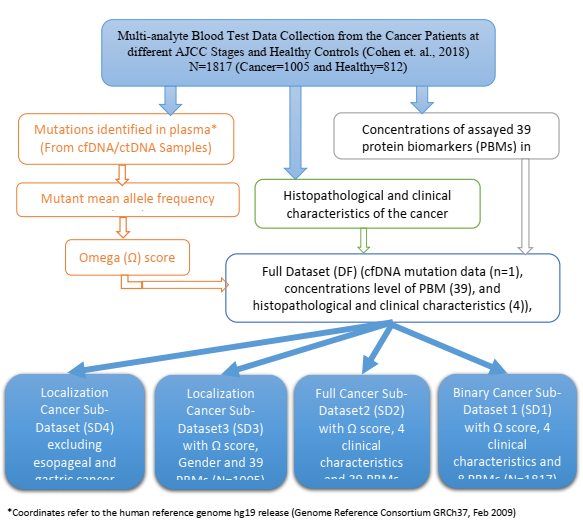 Multi-analyte Blood Test Data Collection from the Cancer Patients at
different AJCC Stages and Healthy Controls (Cohen et. al., 2018)
N=1817 (Cancer=1005 and Healthy=812)
Mutations identified in plasma*
(From cfDNA/ctDNA Samples)
Concentrations of assayed 39
protein biomarkers (PBMs) in
Mutant mean allele frequency
Histopathological and clinical
characteristics of the cancer
Omega (Ω) score
Full Dataset (DF) (cfDNA mutation data (n=1),
concentrations level of PBM (39), and
histopathological and clinical characteristics (4)),
Localization
Cancer Sub-
Dataset (SD4)
excluding
esopageal and
gastric cancer
Localization
Cancer Sub-
Dataset3 (SD3)
with Ω score,
Gender and 39
PBMs (N=1005)
Full Cancer Sub-
Dataset2 (SD2)
with Ω score, 4
clinical
characteristics
and 39 PBMs
Binary Cancer Sub-
Dataset 1 (SD1)
with Ω score, 4
clinical
characteristics and
8 PBMs (N=1817)
*Coordinates refer to the human reference genome hg19 release (Genome Reference Consortium GRCh37, Feb 2009)